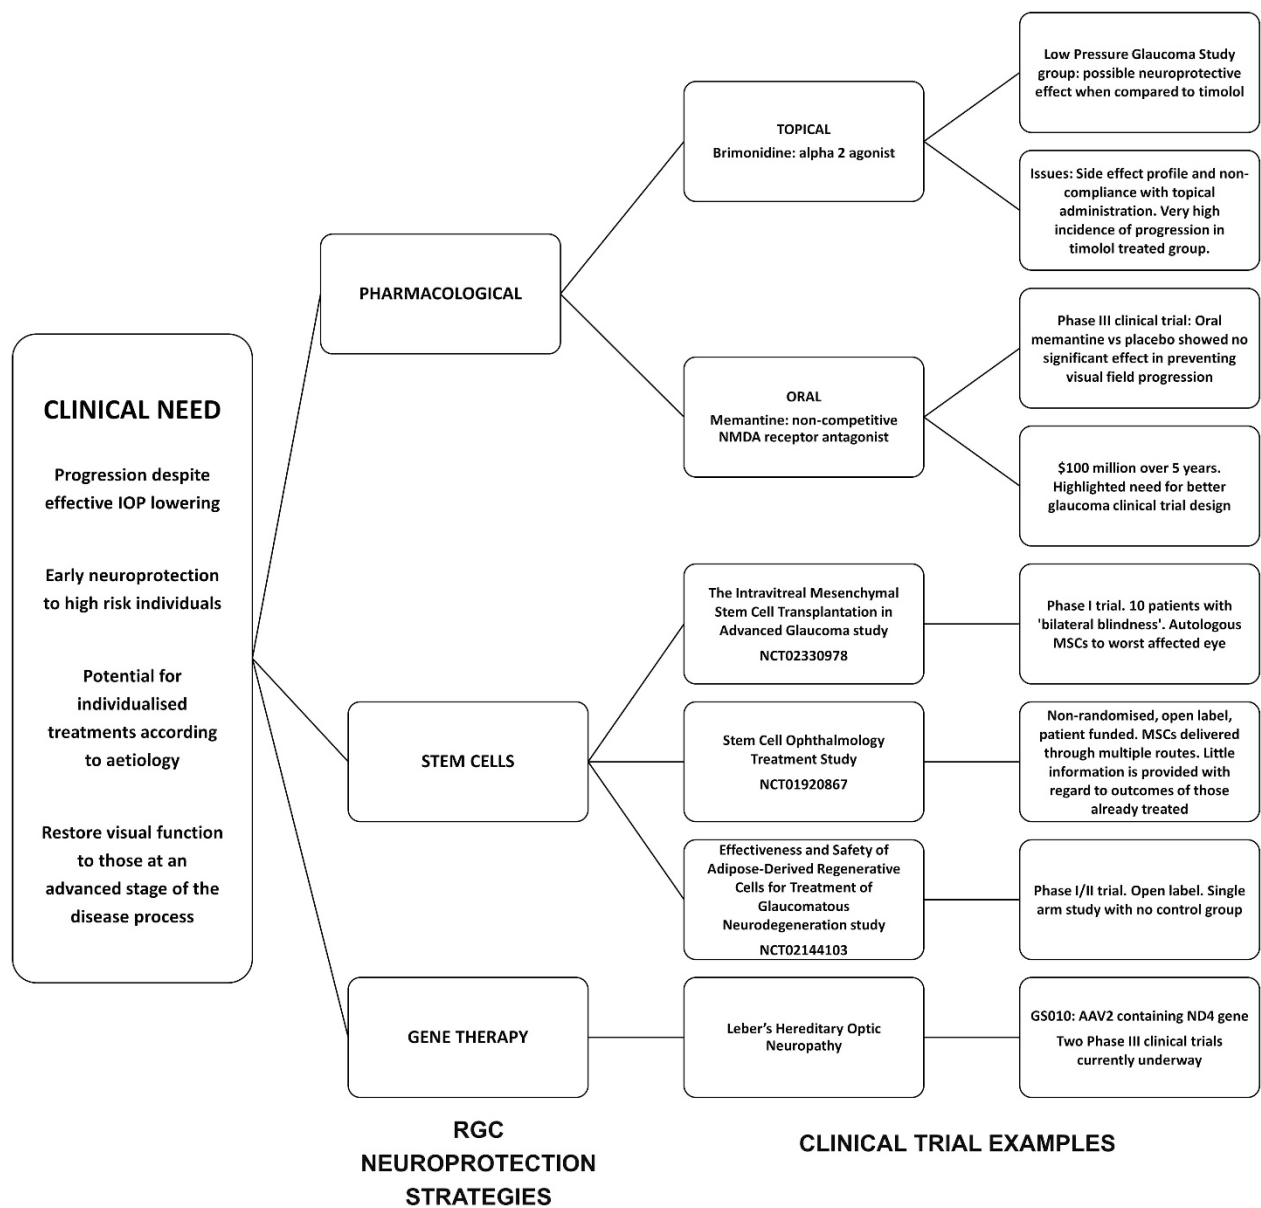 CLINICAL NEED
Progression despite
effective IOP lowering
Early neuroprotection
to high risk individuals
Potential for
individualised
treatments according
to aetiology
Restore visual function
to those at an
advanced stage of the
disease process
PHARMACOLOGICAL
TOPICAL
Brimonidine: alpha 2 agonist
Low Pressure Glaucoma Study
group: possible neuroprotective
effect when compared to timolol
Issues: Side effect profile and non-
compliance with topical
administration. Very high
incidence of progression in
timolol treated group.
ORAL
Memantine: non-competitive
NMDA receptor antagonist
Phase III clinical trial: Oral
memantine vs placebo showed no
significant effect in preventing
visual field progression
$100 million over 5 years.
Highlighted need for better
glaucoma clinical trial design
STEM CELLS
The Intravitreal Mesenchymal
Stem Cell Transplantation in
Advanced Glaucoma study
NCT02330978
Phase I trial. 10 patients with
'bilateral blindness'. Autologous
MSCs to worst affected eye
Stem Cell Ophthalmology
Treatment Study
NCT01920867
Non-randomised, open label,
patient funded. MSCs delivered
through multiple routes. Little
information is provided with
regard to outcomes of those
already treated
Effectiveness and Safety of
Adipose-Derived Regenerative
Cells for Treatment of
Glaucomatous
Neurodegeneration study
NCT02144103
Phase I/II trial. Open label. Single
arm study with no control group
GENE THERAPY
Leber’s Hereditary Optic
Neuropathy
GS010: AAV2 containing ND4 gene
Two Phase III clinical trials
currently underway
RGC
NEUROPROTECTION
STRATEGIES
CLINICAL TRIAL EXAMPLES